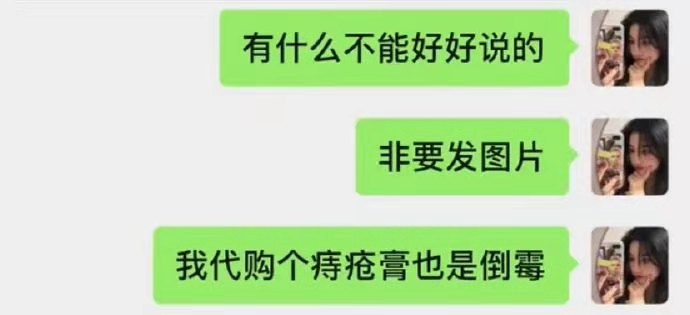 有什么不能好好说的
非要发图片
我代购个痔疮膏也是倒霉